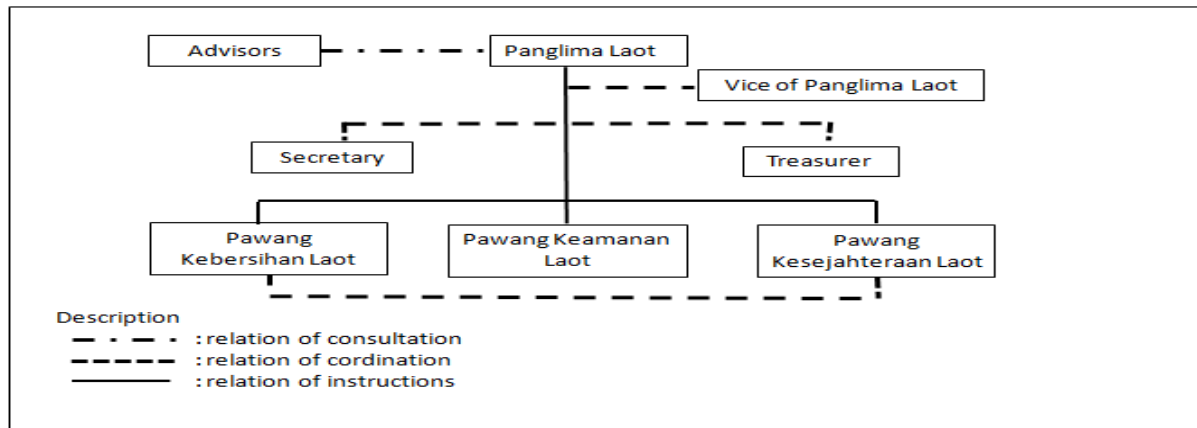 Advisors
Panglima Laot
Vice of Panglima Laot
Secretary
Treasurer
Pawang
Kebersihan Laot
Pawang Keamanan
Laot
Pawang
Kesejahteraan Laot
Description
: relation of consultation
: relation of cordination
: relation of instructions